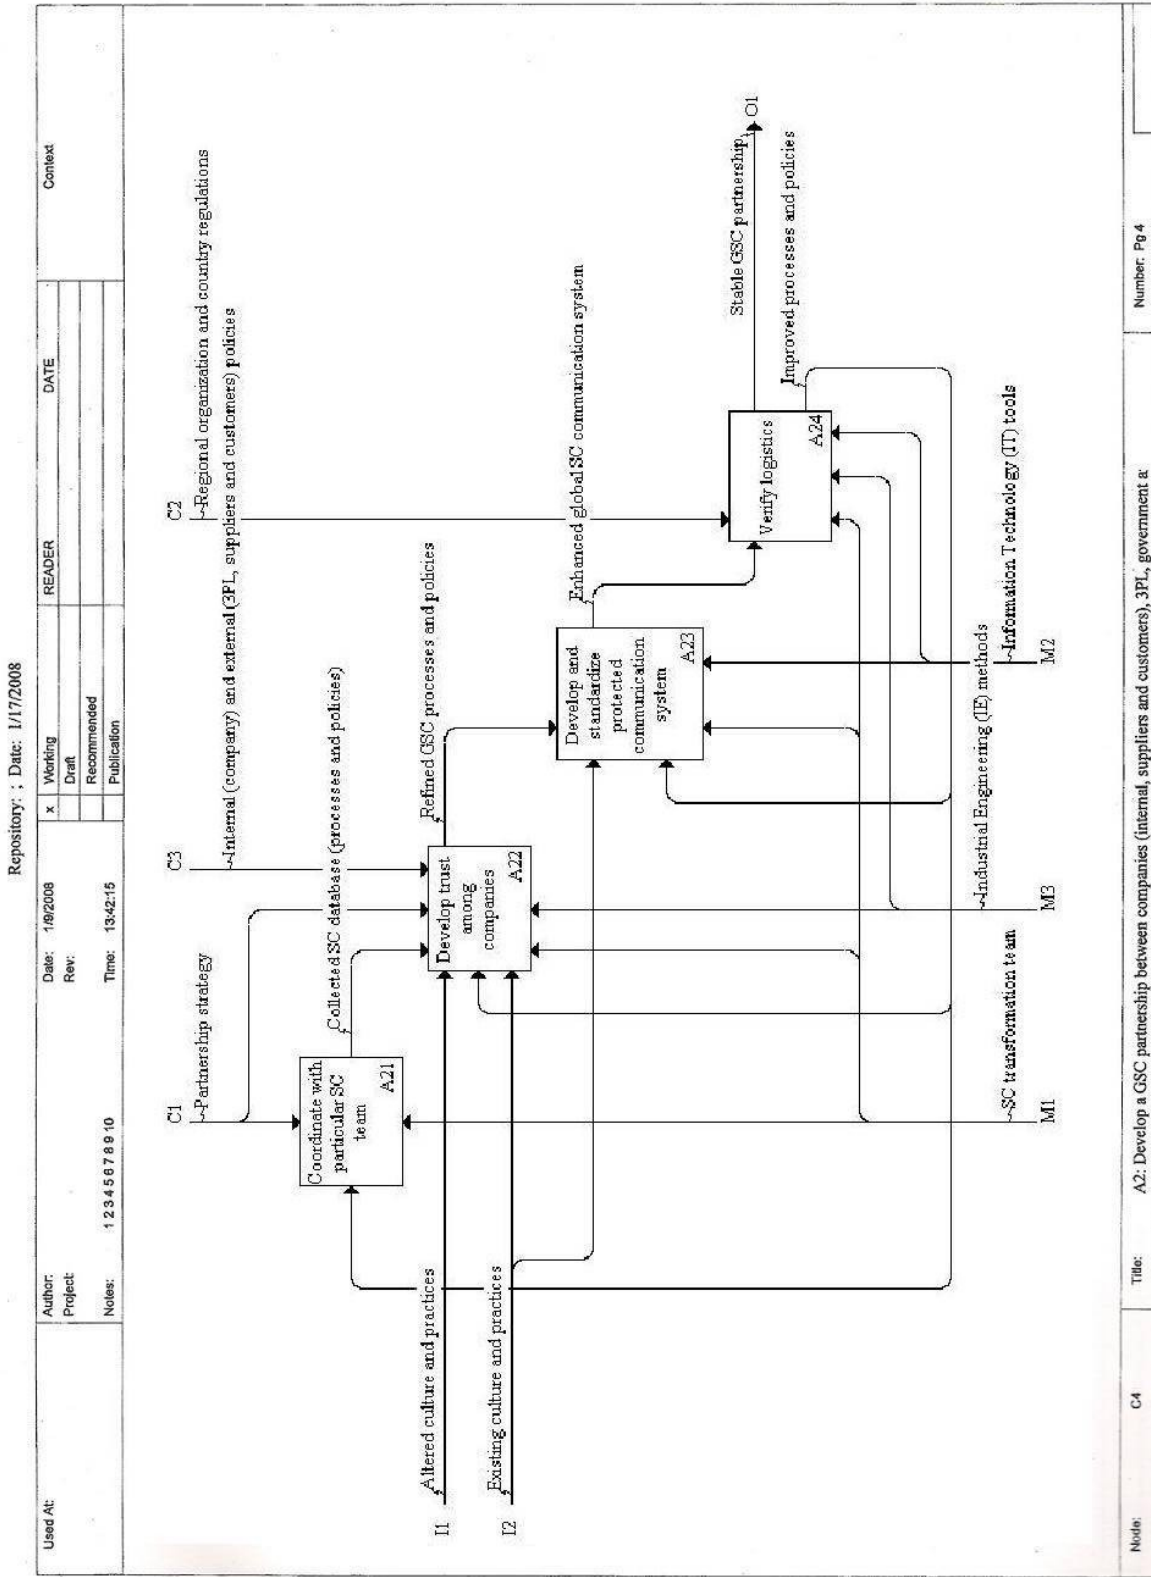 Repository: ; Date: 1/17/2008
Used At:
Author:
Project:
Notes: 1 2 3 4 5 6 7 8 9 10
Date: 1/9/2008
Rev:
Time: 13:42:15
x Working
Draft
Recommended
Publication
READER
DATE
Context
C1
Partnership strategy
C3
Internal (company) and external (3PL, suppliers and customers) policies
C2
Regional organization and country regulations
Coordinate with
particular SC
team
A21
Collected SC database (processes and policies)
I1
Altered culture and practices
I2
Existing culture and practices
Develop trust
among
companies
A22
Refined GSC processes and policies
Develop and
standardize
protected
communication
system
A23
Enhanced global SC communication system
Verify logistics
A24
Stable GSC partnership
O1
Improved processes and policies
SC transformation team
M1
Industrial Engineering (IE) methods
M3
Information Technology (IT) tools
M2
Node: C4
Title: A2: Develop a GSC partnership between companies (internal, suppliers and customers), 3PL, government a
Number: Pg 4